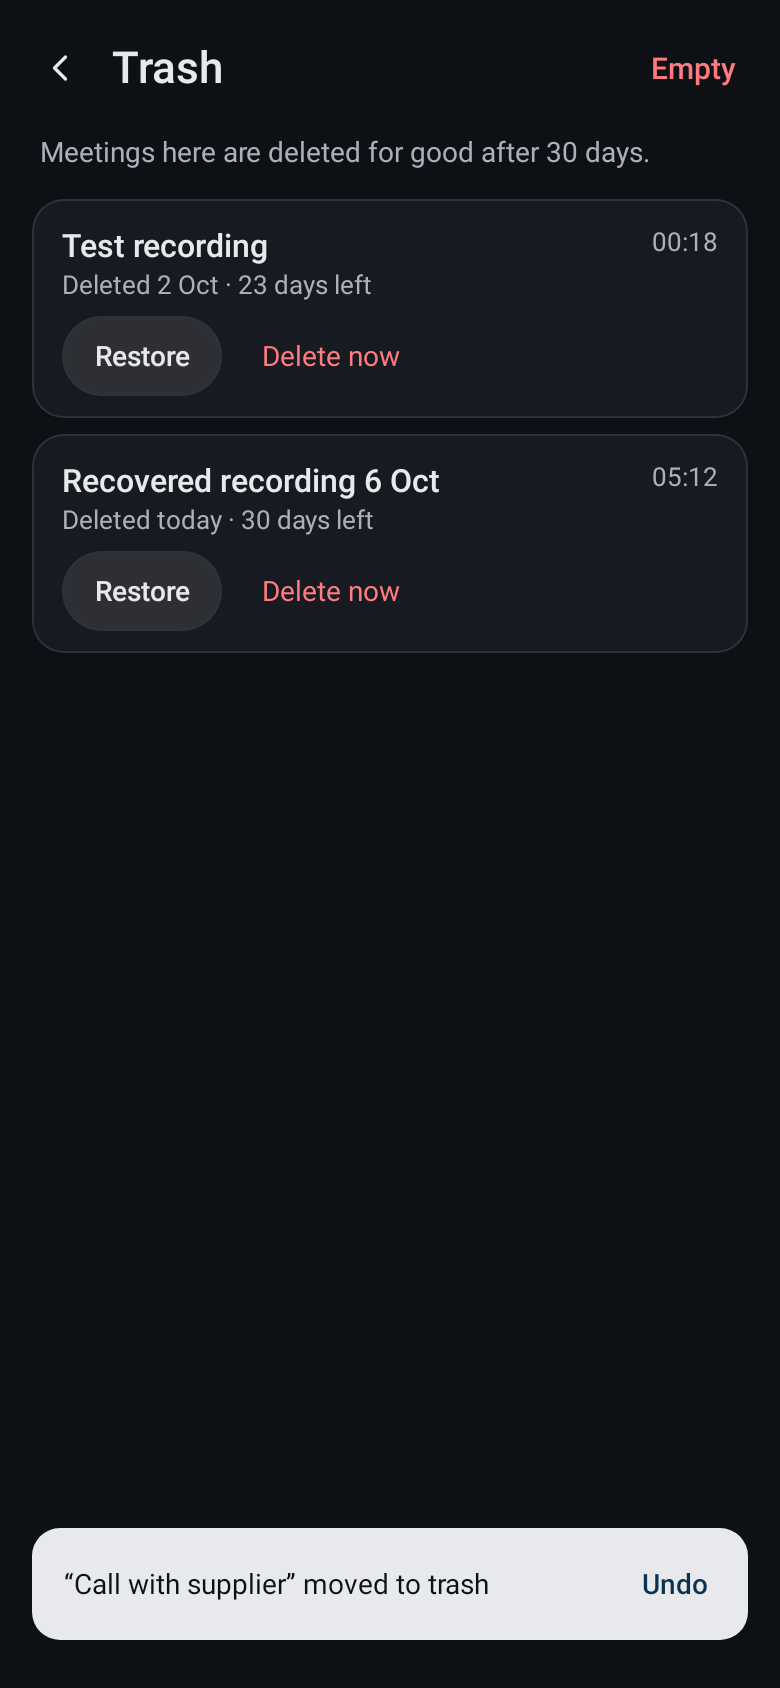 Trash
Empty
Meetings here are deleted for good after 30 days.
Test recording
00:18
Deleted 2 Oct · 23 days left
Restore
Delete now
Recovered recording 6 Oct
05:12
Deleted today · 30 days left
Restore
Delete now
“Call with supplier” moved to trash
Undo